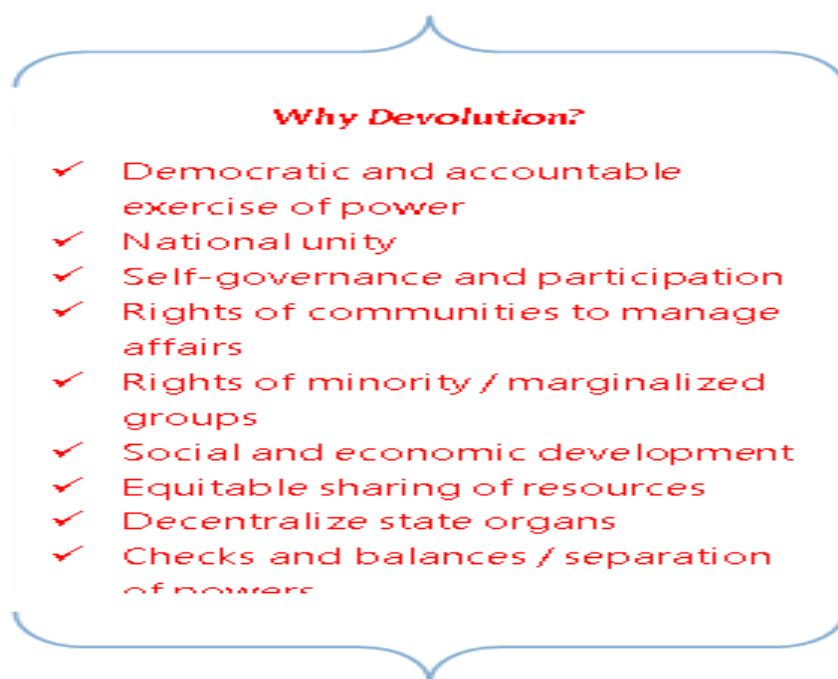 Why Devolution?
✓ Democratic and accountable
exercise of power
✓ National unity
✓ Self-governance and participation
✓ Rights of communities to manage
affairs
✓ Rights of minority / marginalized
groups
✓ Social and economic development
✓ Equitable sharing of resources
✓ Decentralize state organs
✓ Checks and balances / separation
of powers